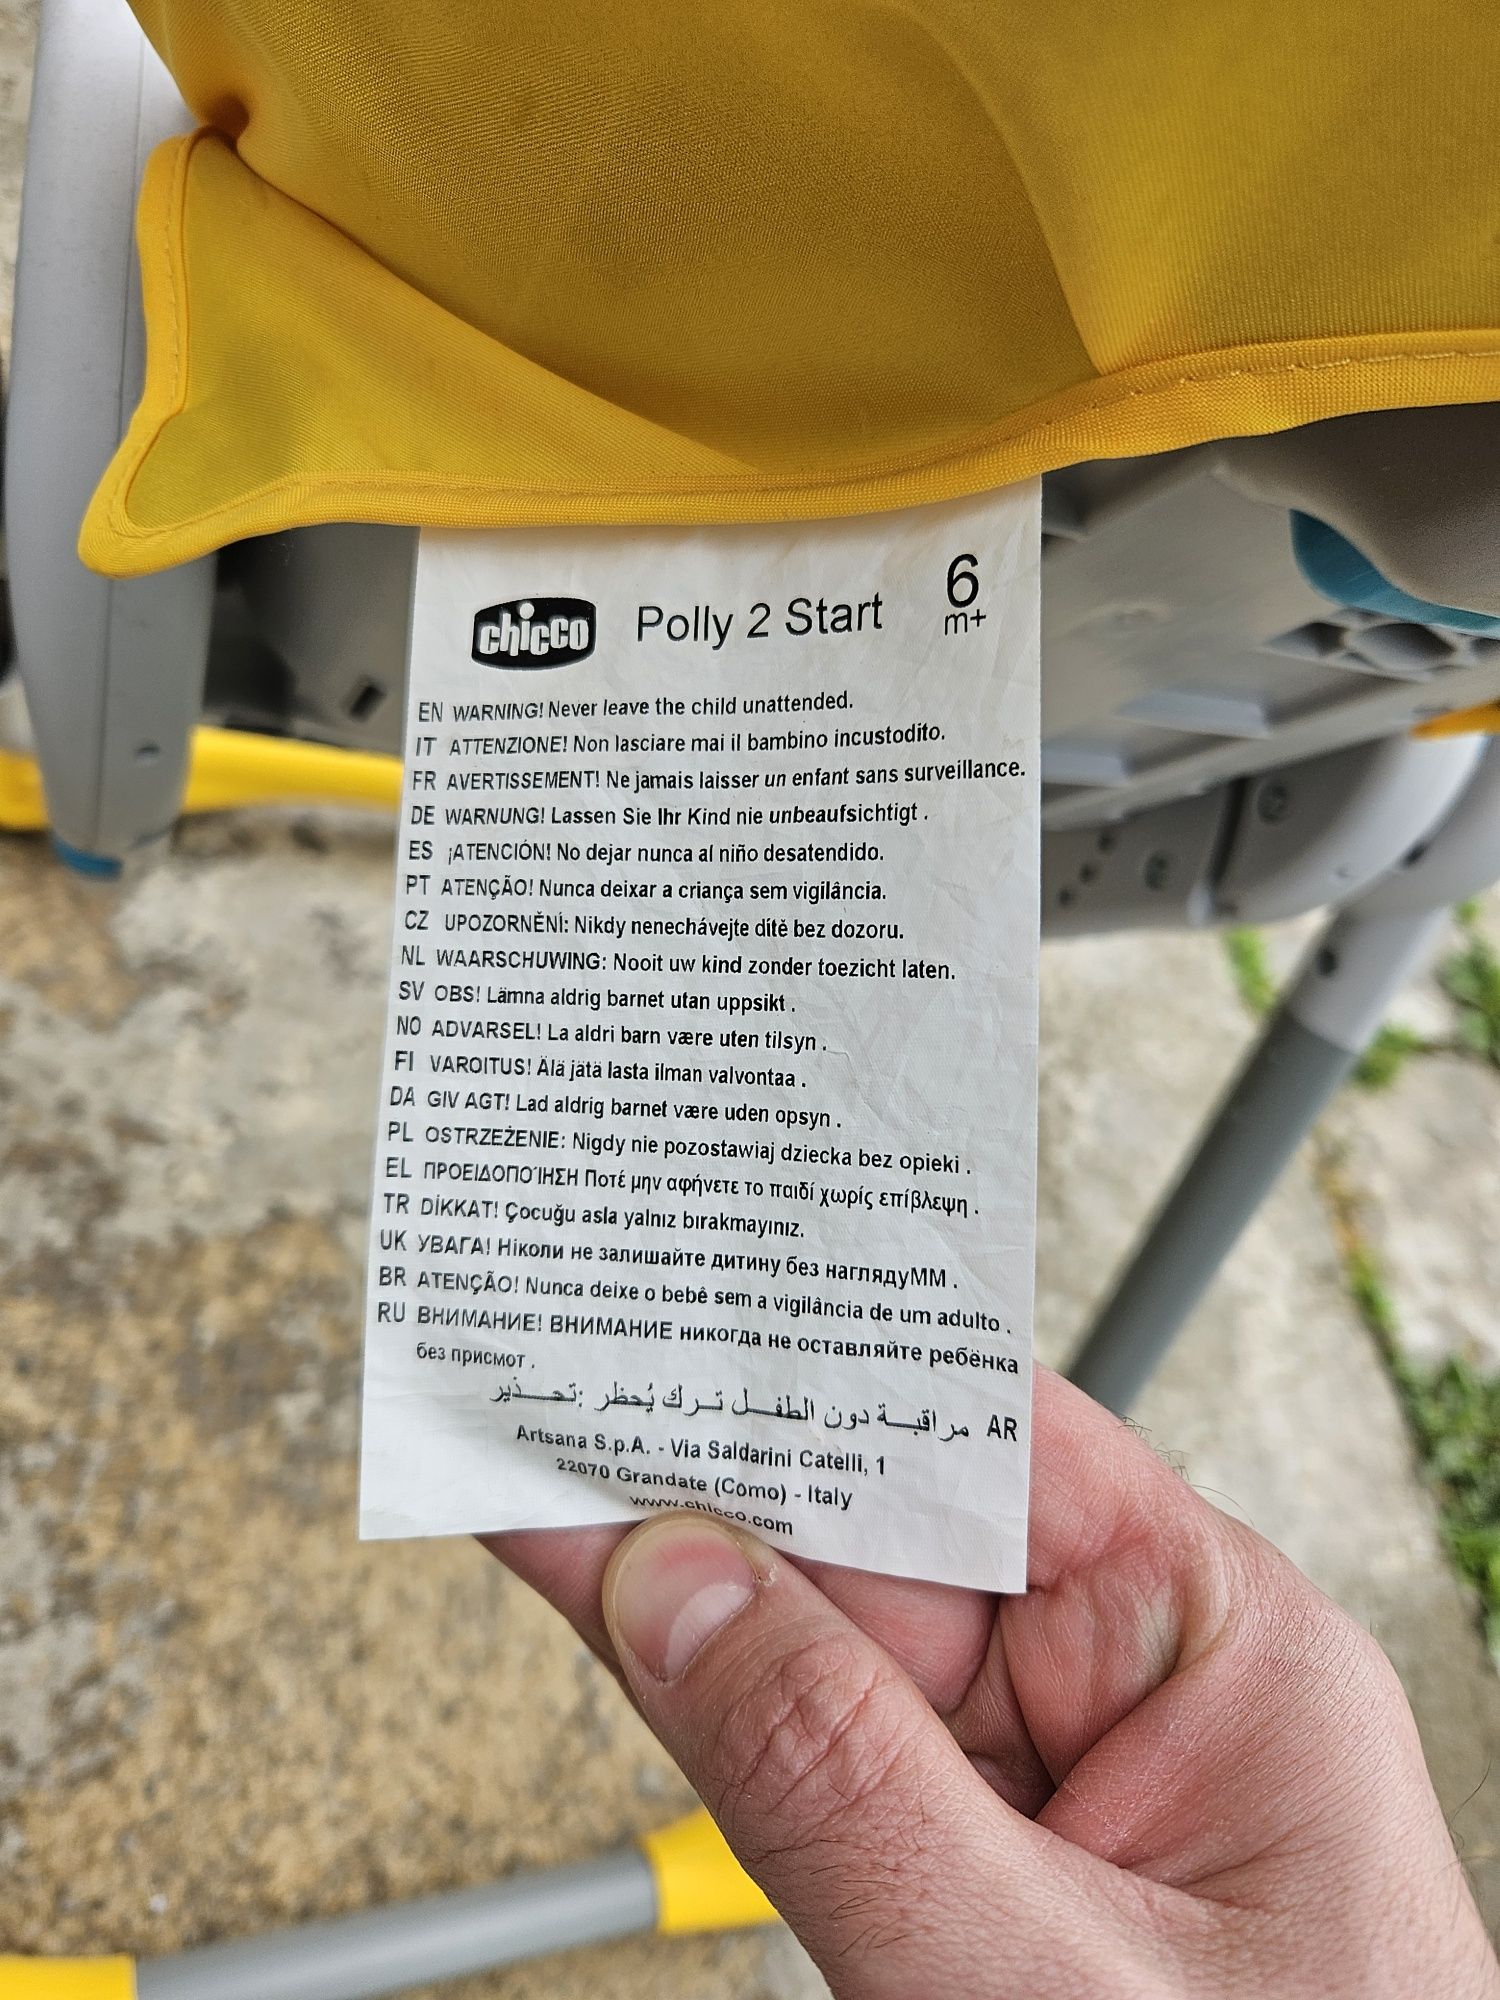 chicco Polly 2 Start 6 m+
EN WARNING! Never leave the child unattended.
IT ATTENZIONE! Non lasciare mai il bambino incustodito.
FR AVERTISSEMENT! Ne jamais laisser un enfant sans surveillance.
DE WARNUNG! Lassen Sie Ihr Kind nie unbeaufsichtigt .
ES ¡ATENCIÓN! No dejar nunca al niño desatendido.
PT ATENÇÃO! Nunca deixar a criança sem vigilância.
CZ UPOZORNĚNÍ: Nikdy nenechávejte dítě bez dozoru.
NL WAARSCHUWING: Nooit uw kind zonder toezicht laten.
SV OBS! Lämna aldrig barnet utan uppsikt .
NO ADVARSEL! La aldri barn være uten tilsyn .
FI VAROITUS! Älä jätä lasta ilman valvontaa .
DA GIV AGT! Lad aldrig barnet være uden opsyn .
PL OSTRZEŻENIE: Nigdy nie pozostawiaj dziecka bez opieki .
EL ΠΡΟΕΙΔΟΠΟΊΗΣΗ Ποτέ μην αφήνετε το παιδί χωρίς επίβλεψη .
TR DİKKAT! Çocuğu asla yalnız bırakmayınız.
UK УВАГА! Ніколи не залишайте дитину без наглядуММ .
BR ATENÇÃO! Nunca deixe o bebê sem a vigilância de um adulto .
RU ВНИМАНИЕ! ВНИМАНИЕ никогда не оставляйте ребёнка
без присмот .
مراقبـــة دون الطفـــل تـــرك يُحظر :تحـــــذير AR
Artsana S.p.A. - Via Saldarini Catelli, 1
22070 Grandate (Como) - Italy
www.chicco.com